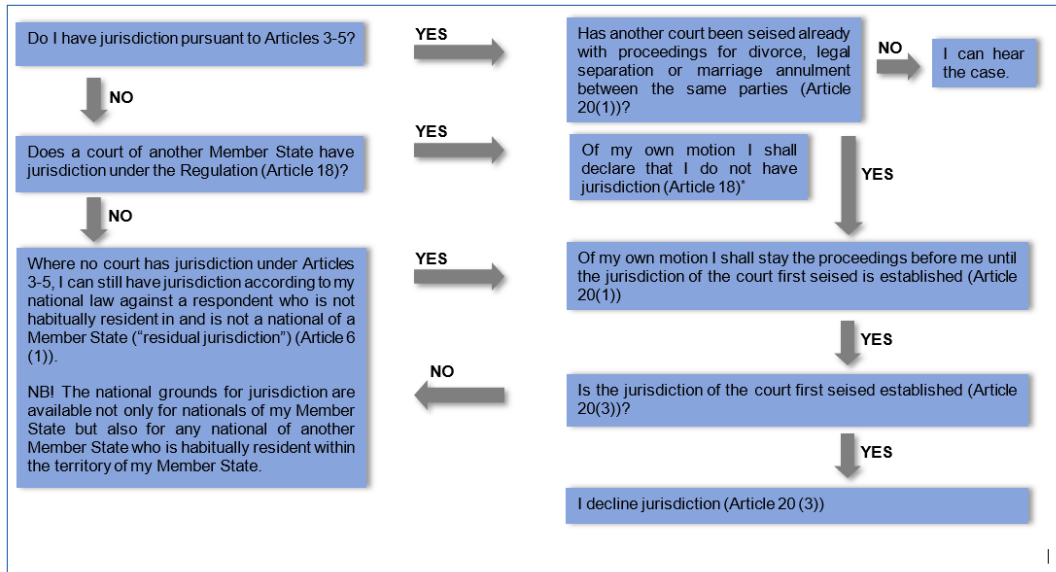 Do I have jurisdiction pursuant to Articles 3-5?
YES
Has another court been seised already
with proceedings for divorce, legal
separation or marriage annulment
between the same parties (Article
20(1))?
NO
I can hear
the case.
NO
Does a court of another Member State have
jurisdiction under the Regulation (Article 18)?
YES
Of my own motion I shall
declare that I do not have
jurisdiction (Article 18)*
YES
NO
Where no court has jurisdiction under Articles
3-5, I can still have jurisdiction according to my
national law against a respondent who is not
habitually resident in and is not a national of a
Member State (“residual jurisdiction”) (Article 6
(1)).
NB! The national grounds for jurisdiction are
available not only for nationals of my Member
State but also for any national of another
Member State who is habitually resident within
the territory of my Member State.
YES
Of my own motion I shall stay the proceedings before me until
the jurisdiction of the court first seised is established (Article
20(1))
YES
NO
Is the jurisdiction of the court first seised established (Article
20(3))?
YES
I decline jurisdiction (Article 20 (3))